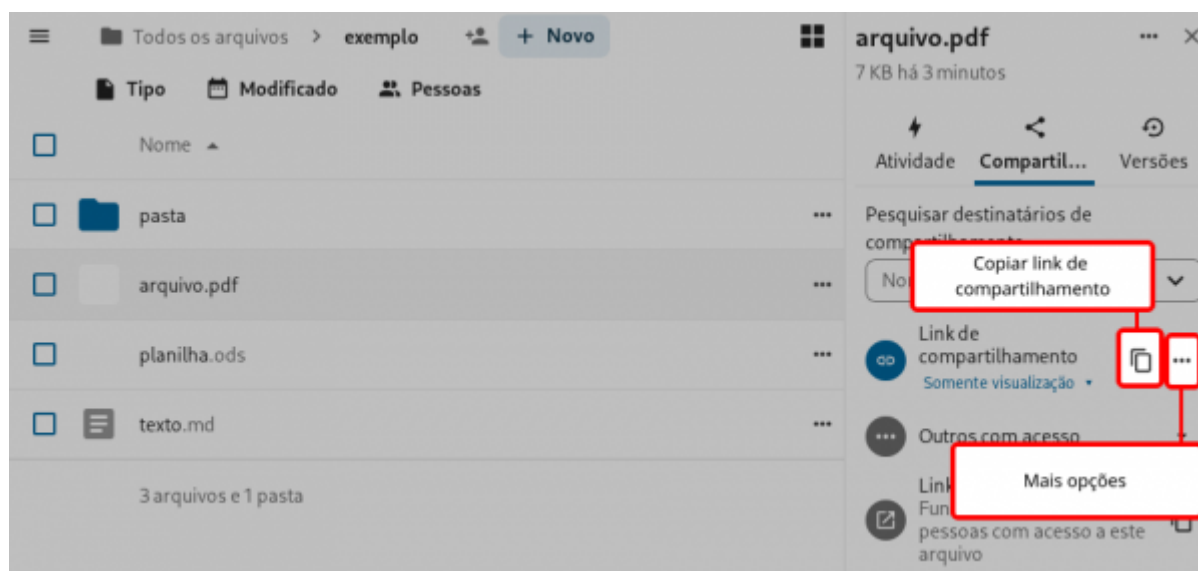 Todos os arquivos > exemplo + Novo
Tipo Modificado Pessoas
Nome
pasta
arquivo.pdf
planilha.ods
texto.md
3 arquivos e 1 pasta
arquivo.pdf
7 KB há 3 minutos
Atividade Compartil... Versões
Pesquisar destinatários de
Copiar link de
compartilhamento
Link de
compartilhamento
Somente visualização
Outros com acesso
Mais opções
Link
pessoas com acesso a este
arquivo